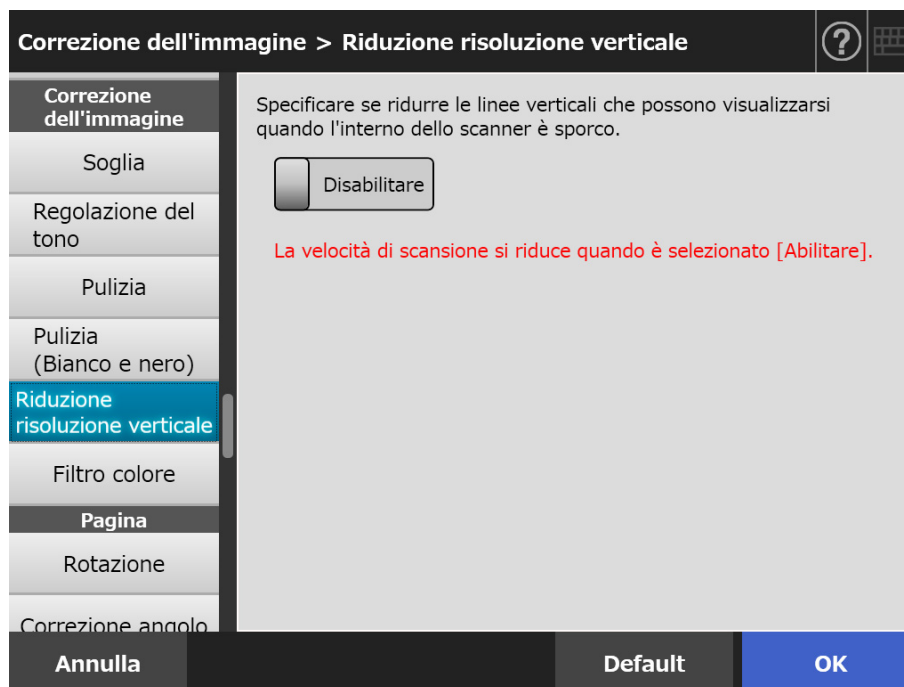 Correzione dell'immagine > Riduzione risoluzione verticale
?
Correzione
dell'immagine
Soglia
Regolazione del
tono
Pulizia
Pulizia
(Bianco e nero)
Riduzione
risoluzione verticale
Filtro colore
Pagina
Rotazione
Correzione angolo
Specificare se ridurre le linee verticali che possono visualizzarsi
quando l'interno dello scanner è sporco.
Disabilitare
La velocità di scansione si riduce quando è selezionato [Abilitare].
Annulla
Default
OK